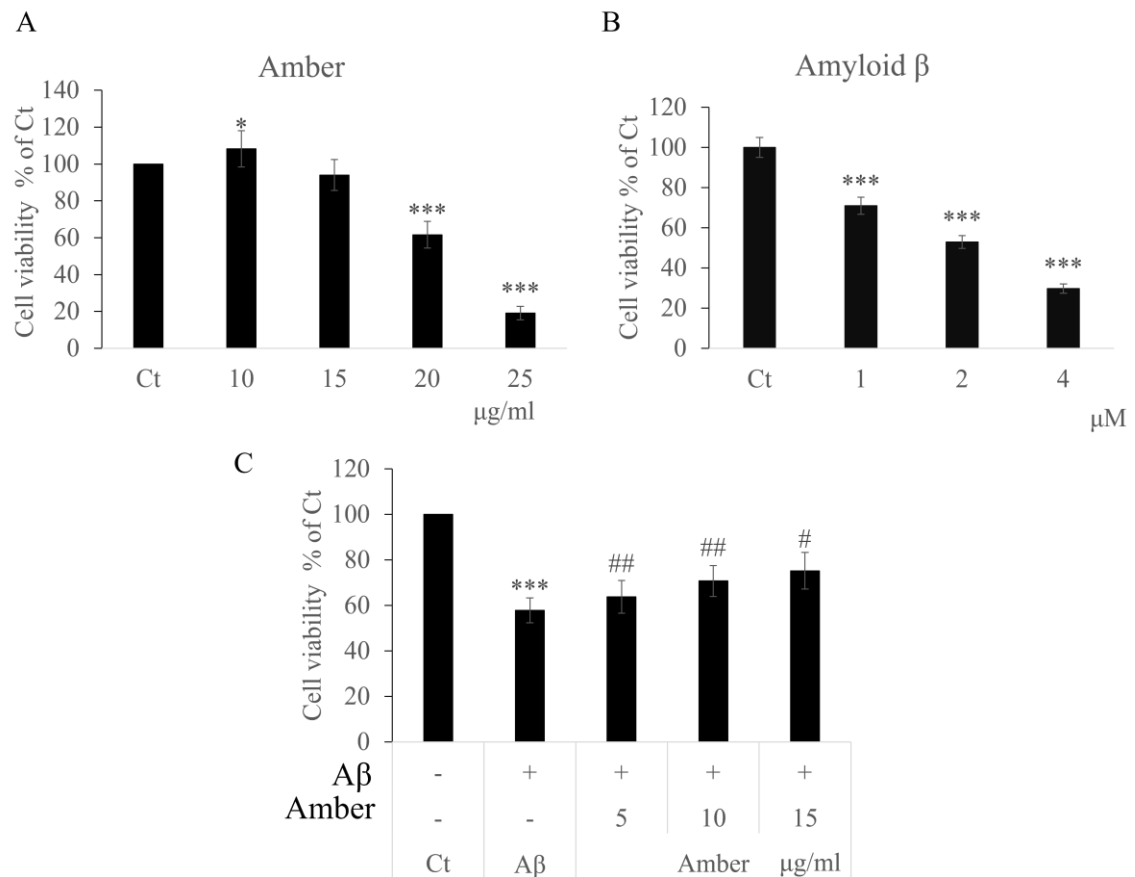 A
Amber
Cell viability % of Ct
140
120
100
80
60
40
20
0
*
***
***
Ct 10 15 20 25
μg/ml
B
Amyloid β
Cell viability % of Ct
120
100
80
60
40
20
0
***
***
***
Ct 1 2 4
μM
C
Cell viability % of Ct
120
100
80
60
40
20
0
***
##
##
#
Aβ - + + + +
Amber - - 5 10 15
Ct Aβ Amber μg/ml